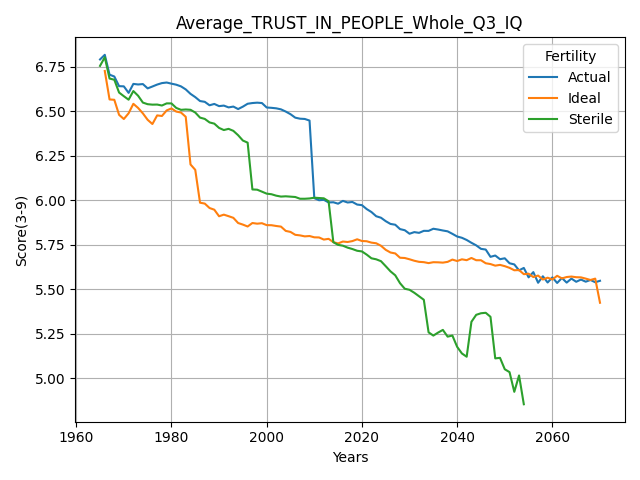 Average_TRUST_IN_PEOPLE_Whole_Q3_IQ
Fertility
Actual
Ideal
Sterile
Score(3-9)
6.75
6.50
6.25
6.00
5.75
5.50
5.25
5.00
1960
1980
2000
2020
2040
2060
Years